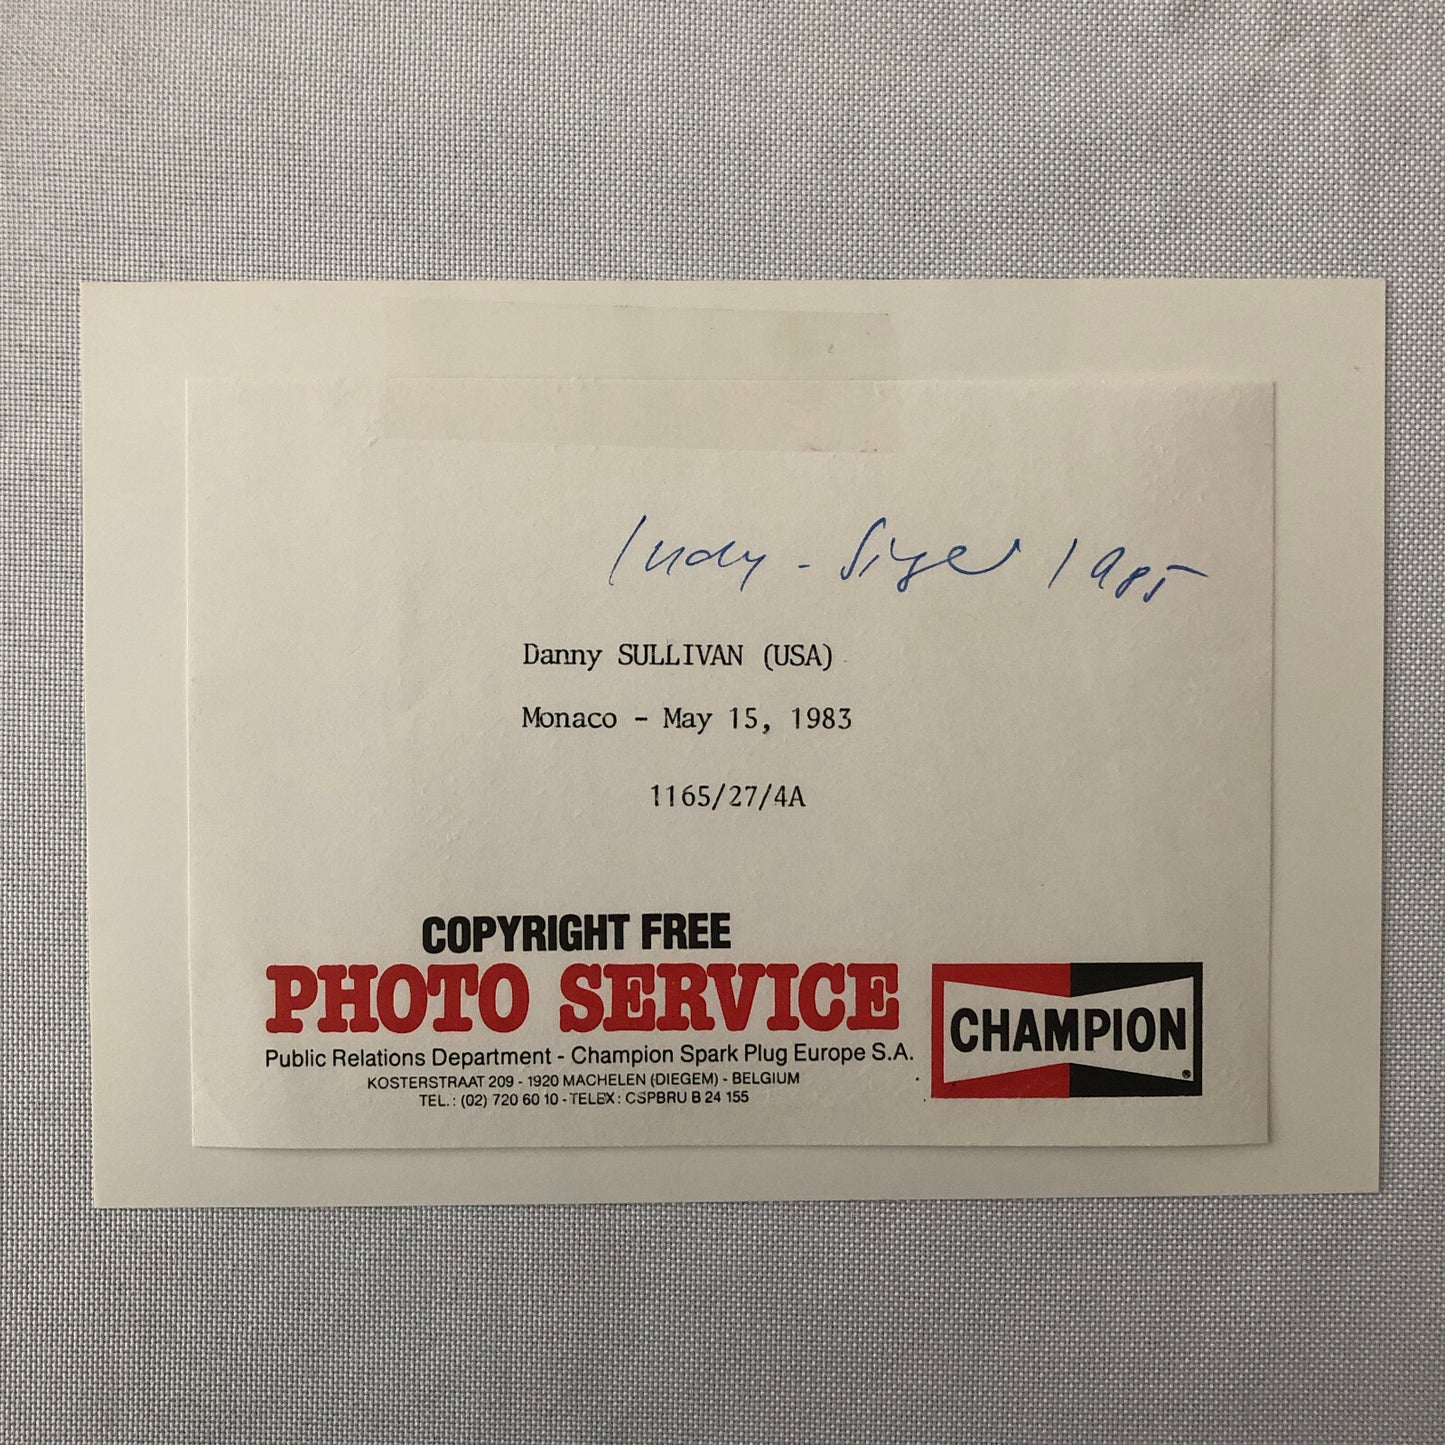 Indy - Sieger 1985
Danny SULLIVAN (USA)
Monaco - May 15, 1983
1165/27/4A
COPYRIGHT FREE
PHOTO SERVICE
Public Relations Department - Champion Spark Plug Europe S.A.
KOSTERSTRAAT 209 - 1920 MACHELEN (DIEGEM) - BELGIUM
TEL.: (02) 720 60 10 - TELEX: CSPBRU B 24 155
CHAMPION
®